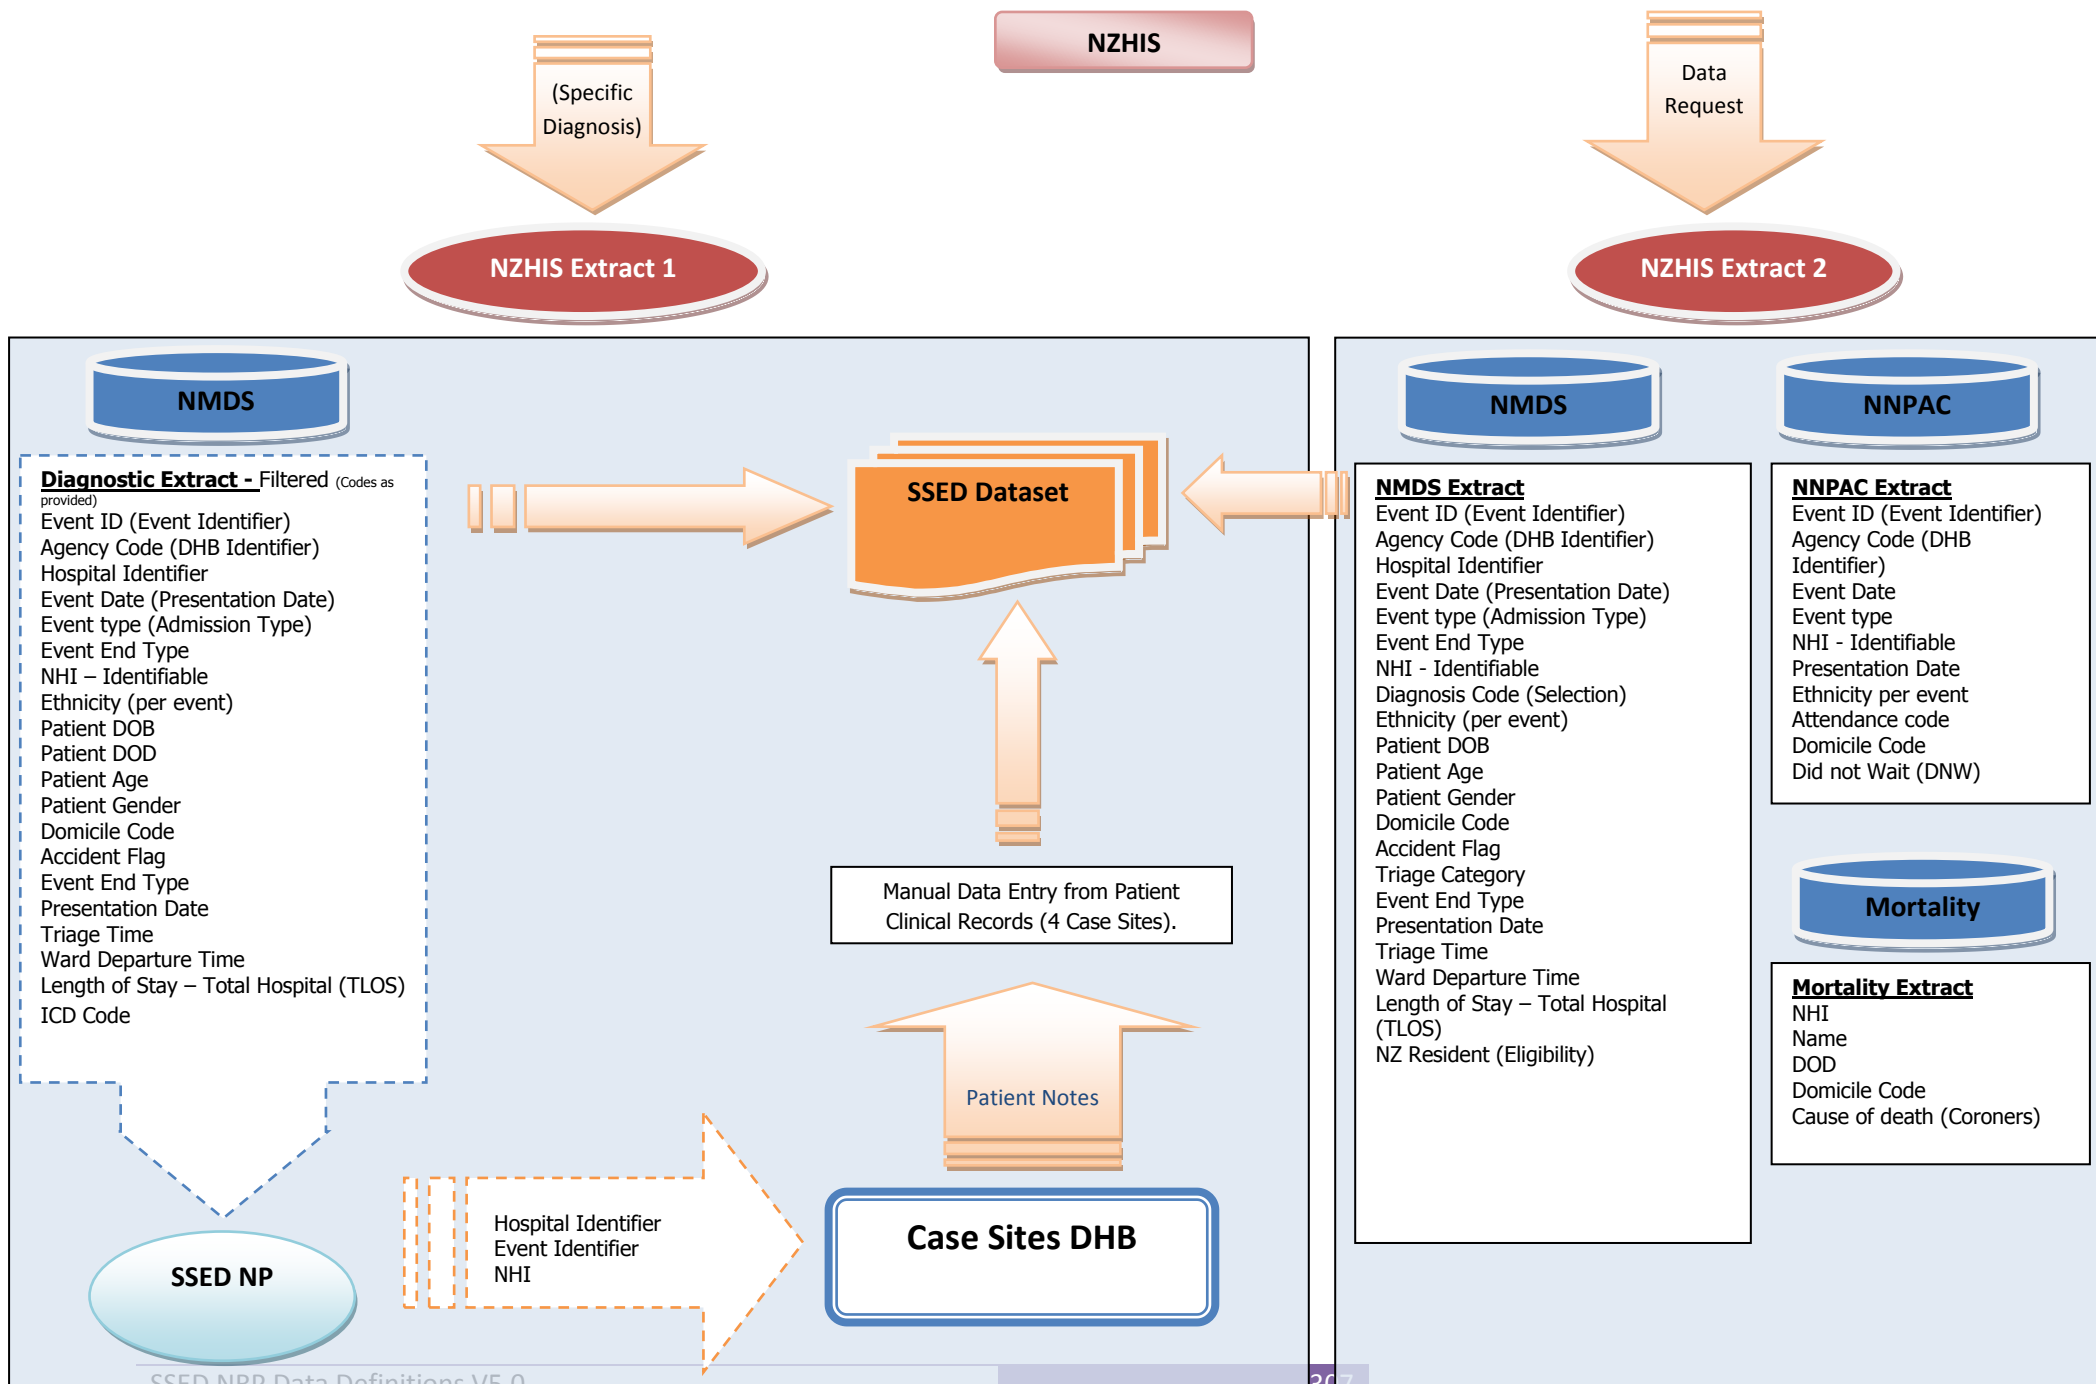 NZHIS
(Specific
Diagnosis)
Data
Request
NZHIS Extract 1
NZHIS Extract 2
NMDS
Diagnostic Extract - Filtered (Codes as
provided)
Event ID (Event Identifier)
Agency Code (DHB Identifier)
Hospital Identifier
Event Date (Presentation Date)
Event type (Admission Type)
Event End Type
NHI – Identifiable
Ethnicity (per event)
Patient DOB
Patient DOD
Patient Age
Patient Gender
Domicile Code
Accident Flag
Event End Type
Presentation Date
Triage Time
Ward Departure Time
Length of Stay – Total Hospital (TLOS)
ICD Code
SSED NP
Hospital Identifier
Event Identifier
NHI
SSED Dataset
Manual Data Entry from Patient
Clinical Records (4 Case Sites).
Patient Notes
Case Sites DHB
NMDS
NMDS Extract
Event ID (Event Identifier)
Agency Code (DHB Identifier)
Hospital Identifier
Event Date (Presentation Date)
Event type (Admission Type)
Event End Type
NHI - Identifiable
Diagnosis Code (Selection)
Ethnicity (per event)
Patient DOB
Patient Age
Patient Gender
Domicile Code
Accident Flag
Triage Category
Event End Type
Presentation Date
Triage Time
Ward Departure Time
Length of Stay – Total Hospital
(TLOS)
NZ Resident (Eligibility)
NNPAC
NNPAC Extract
Event ID (Event Identifier)
Agency Code (DHB
Identifier)
Event Date
Event type
NHI - Identifiable
Presentation Date
Ethnicity per event
Attendance code
Domicile Code
Did not Wait (DNW)
Mortality
Mortality Extract
NHI
Name
DOD
Domicile Code
Cause of death (Coroners)
SSED NRP Data Definitions V5.0
307